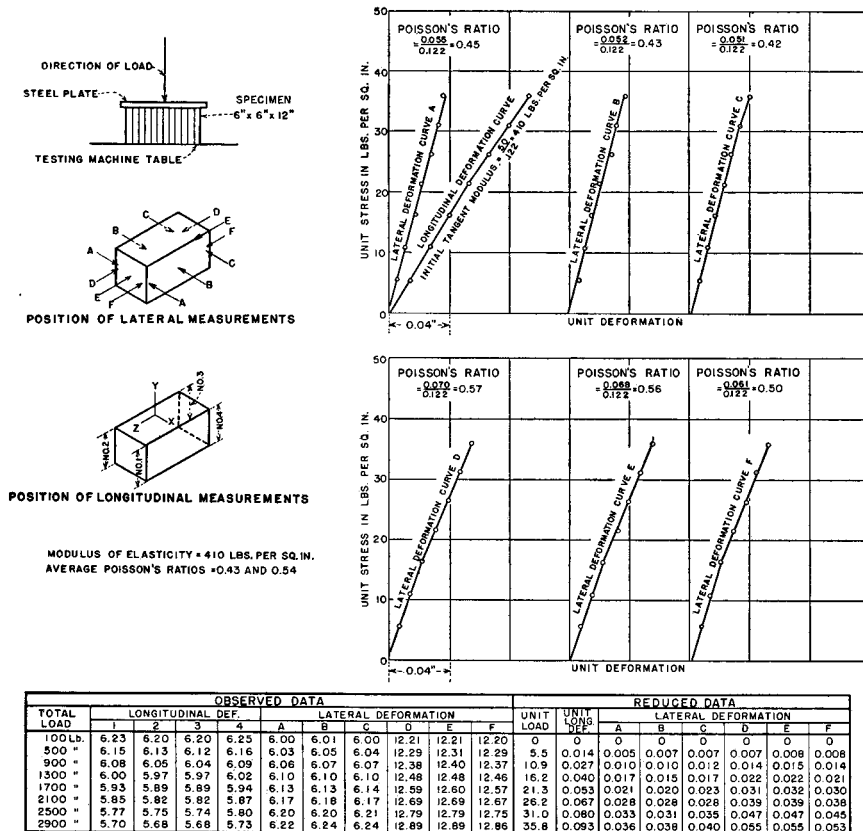 DIRECTION OF LOAD
STEEL PLATE
SPECIMEN
6" x 6" x 12"
TESTING MACHINE TABLE
C D
B E
F
A
D C
E B
F A
POSITION OF LATERAL MEASUREMENTS
Y
NO.3
Z X
NO.2 NO.1 NO.4
POSITION OF LONGITUDINAL MEASUREMENTS
MODULUS OF ELASTICITY = 410 LBS. PER SQ. IN.
AVERAGE POISSON'S RATIOS = 0.43 AND 0.54
UNIT STRESS IN LBS. PER SQ. IN.
50
40
30
20
10
0
POISSON'S RATIO
= 0.055/0.122 = 0.45
POISSON'S RATIO
= 0.052/0.122 = 0.43
POISSON'S RATIO
= 0.051/0.122 = 0.42
LATERAL DEFORMATION CURVE A
LONGITUDINAL DEFORMATION CURVE
INITIAL TANGENT MODULUS, = 50/.122 = 410 LBS. PER SQ. IN.
LATERAL DEFORMATION CURVE B
LATERAL DEFORMATION CURVE C
0.04"
UNIT DEFORMATION
UNIT STRESS IN LBS. PER SQ. IN.
50
40
30
20
10
0
POISSON'S RATIO
= 0.070/0.122 = 0.57
POISSON'S RATIO
= 0.068/0.122 = 0.56
POISSON'S RATIO
= 0.061/0.122 = 0.50
LATERAL DEFORMATION CURVE D
LATERAL DEFORMATION CURVE E
LATERAL DEFORMATION CURVE F
0.04"
UNIT DEFORMATION
OBSERVED DATA REDUCED DATA
TOTAL LOAD LONGITUDINAL DEF. LATERAL DEFORMATION UNIT LOAD UNIT LONG. DEF. LATERAL DEFORMATION
1 2 3 4 A B C D E F A B C D E F
100 Lb. 6.23 6.20 6.20 6.25 6.00 6.01 6.00 12.21 12.21 12.20 0 0 0 0 0 0 0 0
500 " 6.15 6.13 6.12 6.16 6.03 6.05 6.04 12.29 12.31 12.29 5.5 0.014 0.005 0.007 0.007 0.007 0.008 0.008
900 " 6.08 6.05 6.04 6.09 6.06 6.07 6.07 12.38 12.40 12.37 10.9 0.027 0.010 0.010 0.012 0.014 0.015 0.014
1300 " 6.00 5.97 5.97 6.02 6.10 6.10 6.10 12.48 12.48 12.46 16.2 0.040 0.017 0.015 0.017 0.022 0.022 0.021
1700 " 5.93 5.89 5.89 5.94 6.13 6.13 6.14 12.59 12.60 12.57 21.3 0.053 0.021 0.020 0.023 0.031 0.032 0.030
2100 " 5.85 5.82 5.82 5.87 6.17 6.18 6.17 12.69 12.69 12.67 26.2 0.067 0.028 0.028 0.028 0.039 0.039 0.038
2500 " 5.77 5.75 5.74 5.80 6.20 6.20 6.21 12.79 12.79 12.75 31.0 0.080 0.033 0.031 0.035 0.047 0.047 0.045
2900 " 5.70 5.68 5.68 5.73 6.22 6.24 6.24 12.89 12.89 12.86 35.8 0.093 0.036 0.038 0.040 0.055 0.056 0.053